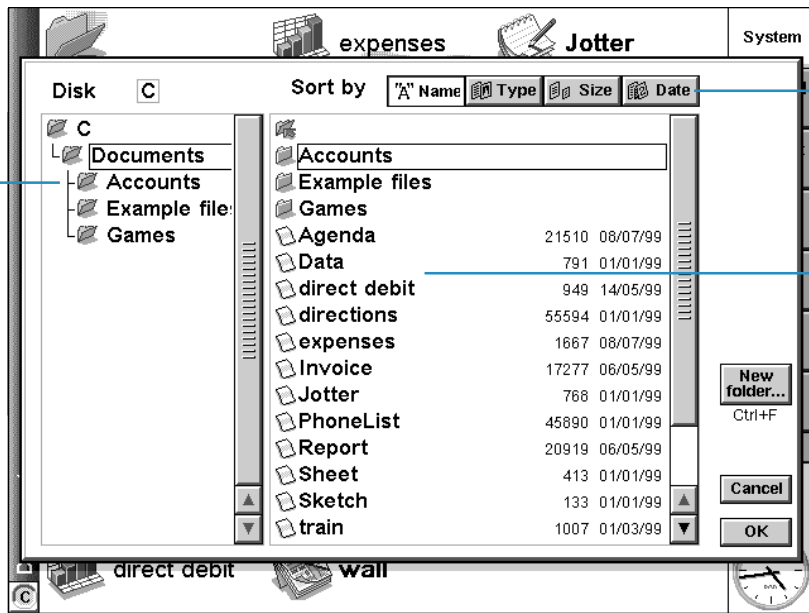 expenses
Jotter
System
Disk C
Sort by "A" Name Type Size Date
C
Documents
Accounts
Example file
Games
Accounts
Example files
Games
Agenda 21510 08/07/99
Data 791 01/01/99
direct debit 949 14/05/99
directions 55594 01/01/99
expenses 1667 08/07/99
Invoice 17277 06/05/99
Jotter 768 01/01/99
PhoneList 45890 01/01/99
Report 20919 06/05/99
Sheet 413 01/01/99
Sketch 133 01/01/99
train 1007 01/03/99
New
folder...
Ctrl+F
Cancel
OK
direct debit
wall
C